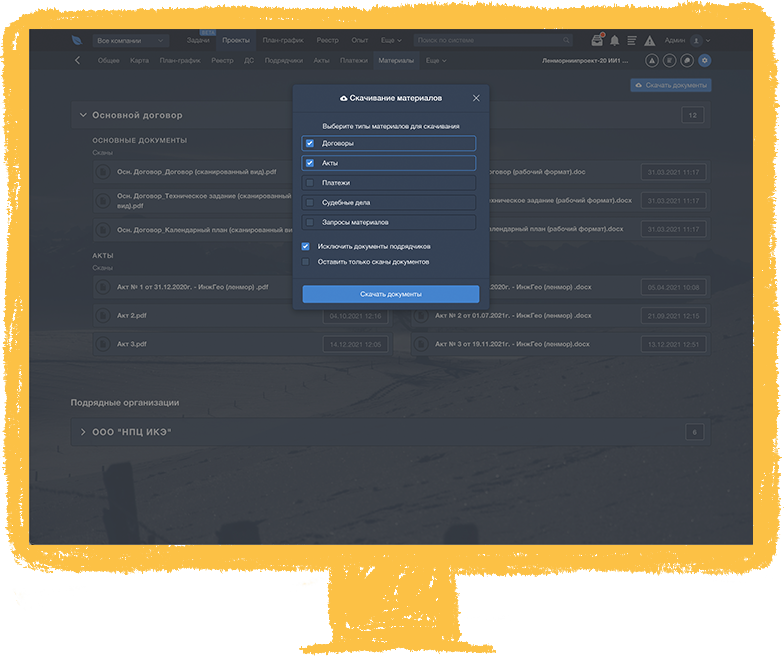 Все компании
Задачи
BETA
Проекты
План-график
Реестр
Опыт
Еще
Поиск по системе
Админ
Общие
Карта
План-график
Реестр
ДС
Подрядчики
Акты
Платежи
Материалы
Еще
Ленморниипроект-20 ИИ1 ...
Скачать документы
Основной договор
12
ОСНОВНЫЕ ДОКУМЕНТЫ
Сканы
Осн. Договор_Договор (сканированный вид).pdf
говор (рабочий формат).doc
31.03.2021 11:17
Осн. Договор_Техническое задание (сканированный
вид).pdf
хническое задание (рабочий формат).docx
31.03.2021 11:17
Осн. Договор_Календарный план (сканированный ви
лендарный план (рабочий формат).docx
31.03.2021 11:17
Скачивание материалов
Выберите типы материалов для скачивания
Договоры
Акты
Платежи
Судебные дела
Запросы материалов
Исключить документы подрядчиков
Оставить только сканы документов
Скачать документы
АКТЫ
Сканы
Акт № 1 от 31.12.2020г. - ИнжГео (ленмор) .pdf
.2020г. - ИнжГео (ленмор) .docx
09.04.2021 10:08
Акт 2.pdf
04.10.2021 12:16
Акт № 2 от 01.07.2021г. - ИнжГео (ленмор) .docx
21.09.2021 12:15
Акт 3.pdf
14.12.2021 12:05
Акт № 3 от 19.11.2021г. - ИнжГео (ленмор).docx
13.12.2021 12:51
Подрядные организации
ООО "НПЦ ИКЭ"
8